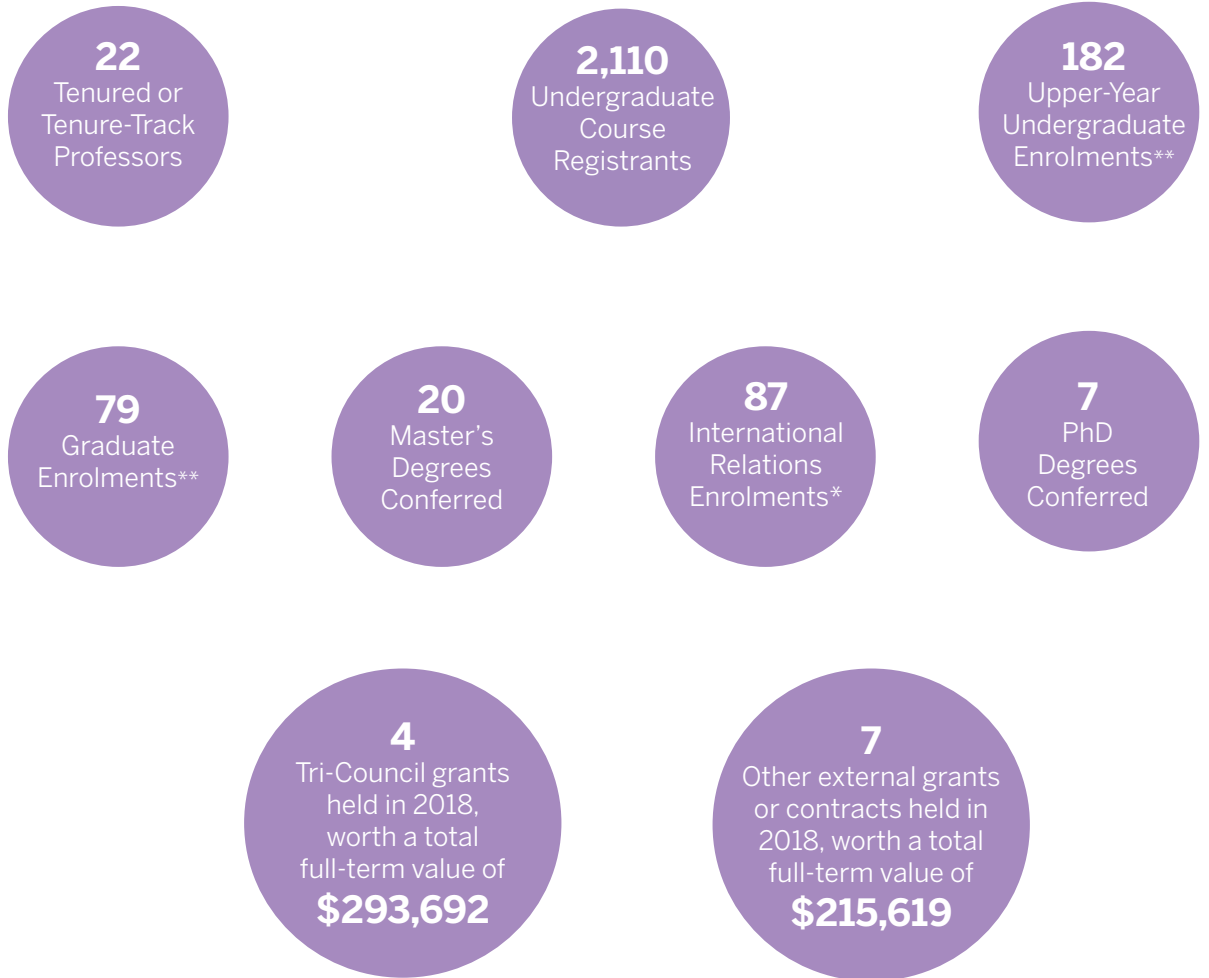 22
Tenured or
Tenure-Track
Professors
2,110
Undergraduate
Course
Registrants
182
Upper-Year
Undergraduate
Enrolments**
79
Graduate
Enrolments**
20
Master’s
Degrees
Conferred
87
International
Relations
Enrolments*
7
PhD
Degrees
Conferred
4
Tri-Council grants
held in 2018,
worth a total
full-term value of
$293,692
7
Other external grants
or contracts held in
2018, worth a total
full-term value of
$215,619